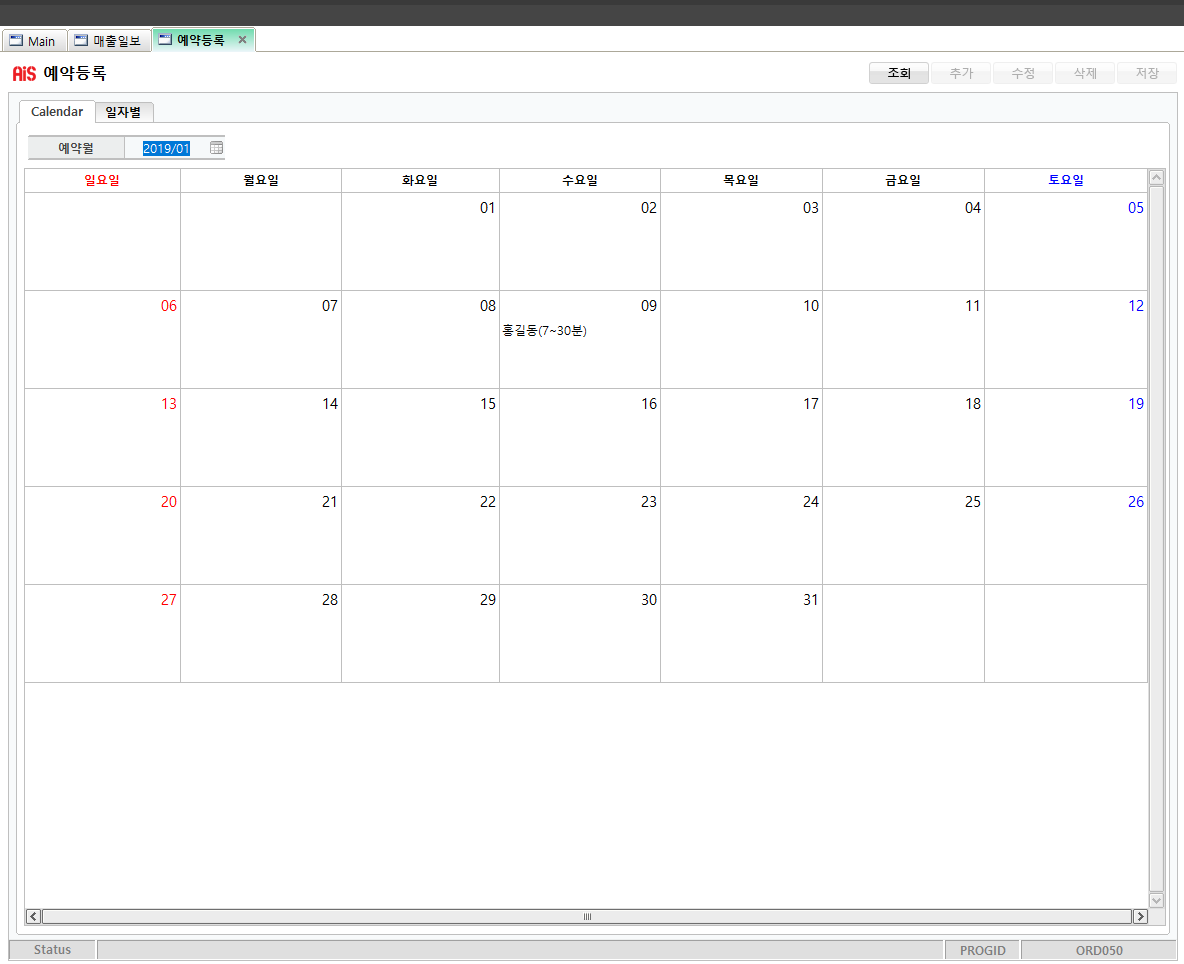 Main 매출일보 예약등록
AiS 예약등록 조회 추가 수정 삭제 저장
Calendar 일자별
예약월 2019/01
일요일 월요일 화요일 수요일 목요일 금요일 토요일
01 02 03 04 05
06 07 08 09 10 11 12
홍길동(7~30분)
13 14 15 16 17 18 19
20 21 22 23 24 25 26
27 28 29 30 31
Status PROGID ORD050